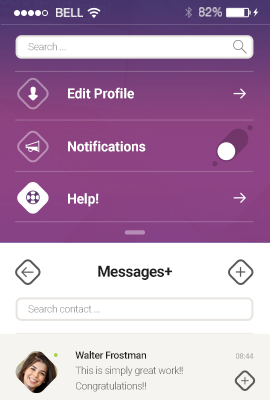 BELL 82%
Search ...
Edit Profile
Notifications
Help!
Messages+
Search contact ...
Walter Frostman 08:44
This is simply great work!!
Congratulations!!